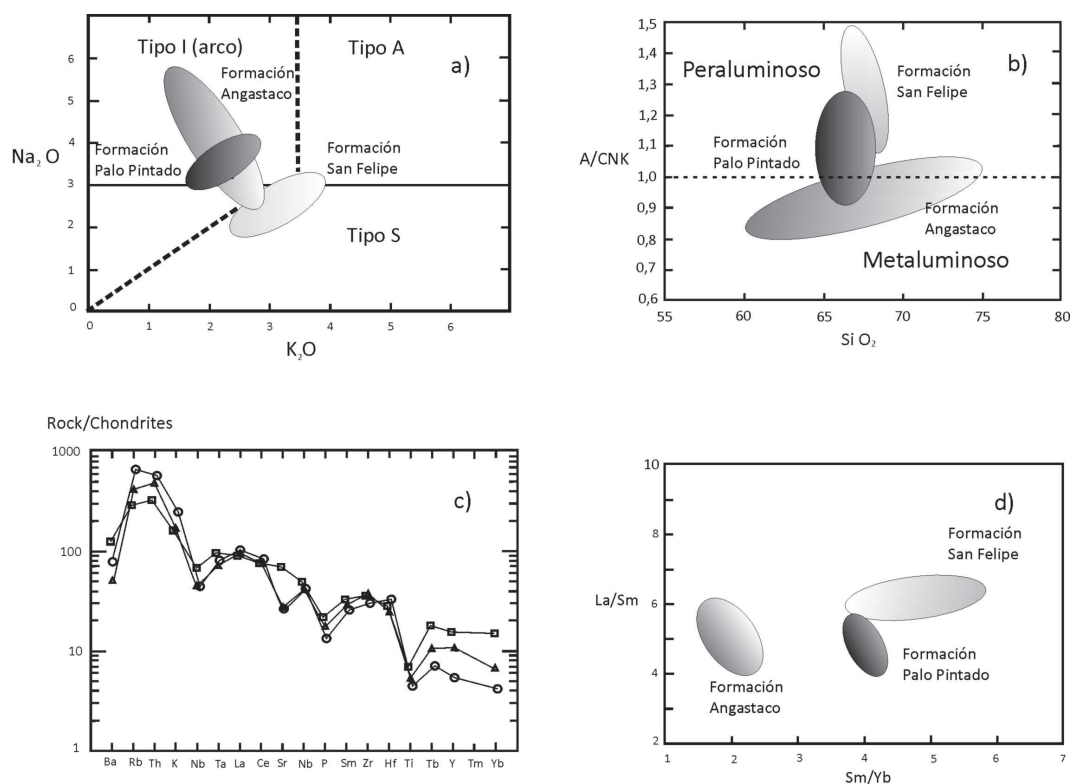 Tipo I (arco)
Tipo A
a)
Formación
Angastaco
Formación
Palo Pintado
Formación
San Felipe
Tipo S
Na2 O
6
5
4
3
2
1
0
0 1 2 3 4 5 6
K2O
b)
Peraluminoso
Formación
San Felipe
Formación
Palo Pintado
Formación
Angastaco
Metaluminoso
A/CNK
1,5
1,4
1,3
1,2
1,1
1,0
0,9
0,8
0,7
0,6
55 60 65 70 75 80
Si O2
Rock/Chondrites
c)
1000
100
10
1
Ba Rb Th K Nb Ta La Ce Sr Nb P Sm Zr Hf Ti Tb Y Tm Yb
d)
Formación
San Felipe
Formación
Palo Pintado
Formación
Angastaco
La/Sm
10
8
6
4
2
1 2 3 4 5 6 7
Sm/Yb